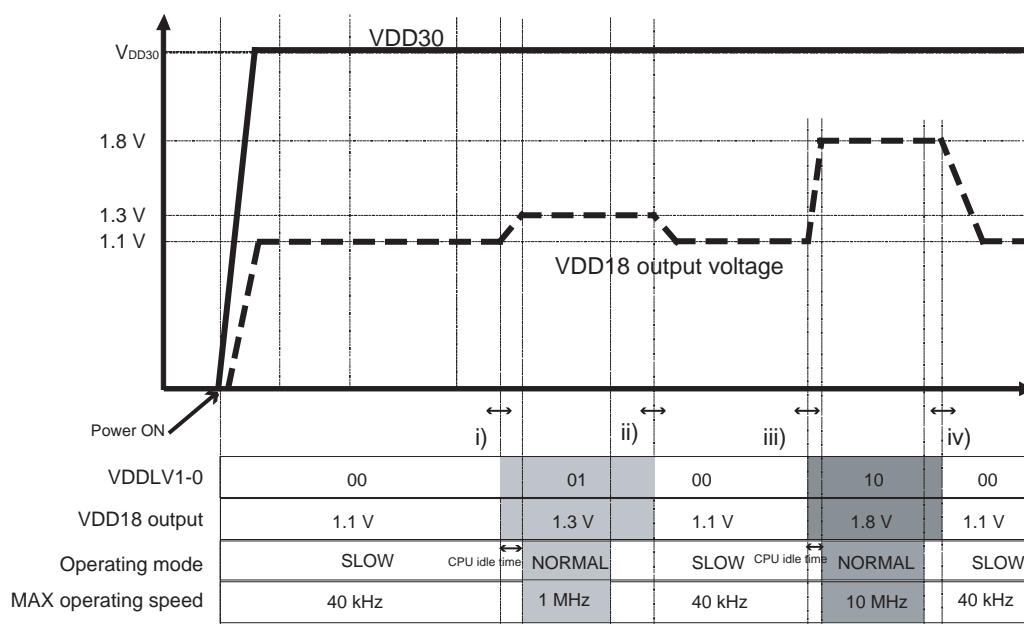 VDD30
VDD30
1.8 V
1.3 V
1.1 V
VDD18 output voltage
Power ON
i)
ii)
iii)
iv)
VDDLV1-0 00 01 00 10 00
VDD18 output 1.1 V 1.3 V 1.1 V 1.8 V 1.1 V
Operating mode SLOW CPU idle time NORMAL SLOW CPU idle time NORMAL SLOW
MAX operating speed 40 kHz 1 MHz 40 kHz 10 MHz 40 kHz